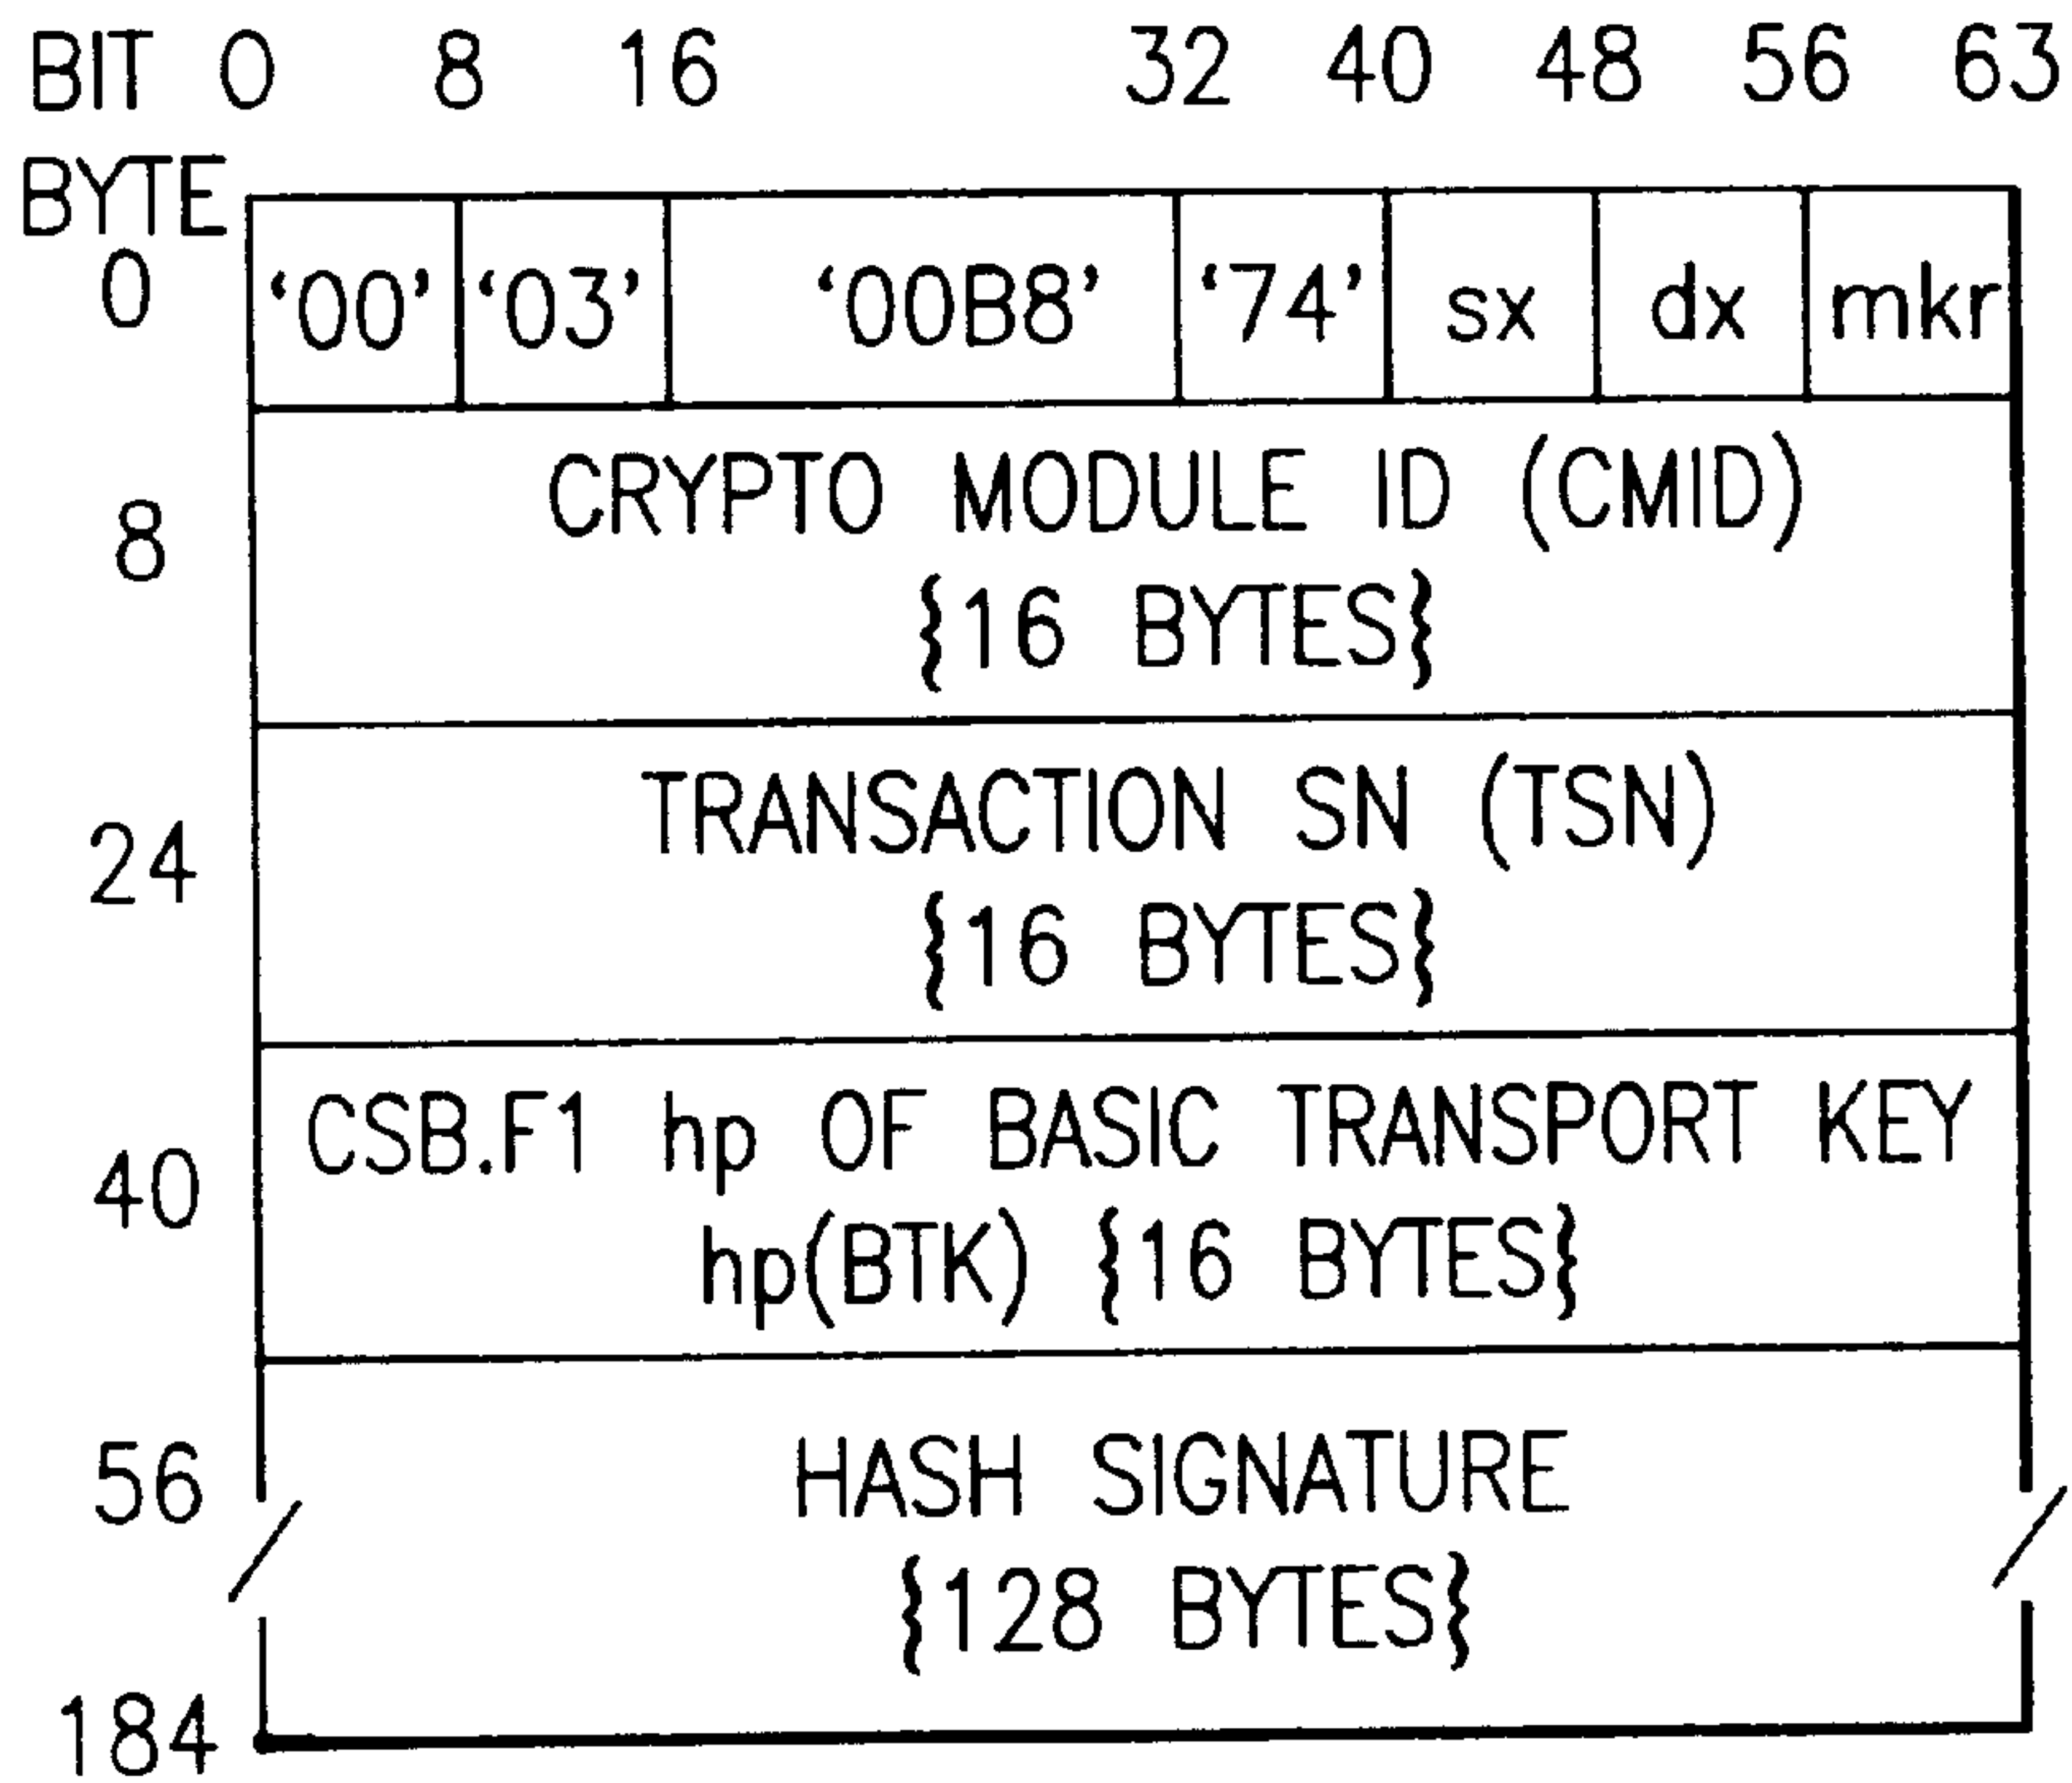 BIT 0 8 16 32 40 48 56 63
BYTE
0 ‘00’ ‘03’ ‘00B8’ ‘74’ sx dx mkr
8 CRYPTO MODULE ID (CMID)
{16 BYTES}
24 TRANSACTION SN (TSN)
{16 BYTES}
40 CSB.F1 hp OF BASIC TRANSPORT KEY
hp(BTK) {16 BYTES}
56 HASH SIGNATURE
{128 BYTES}
184